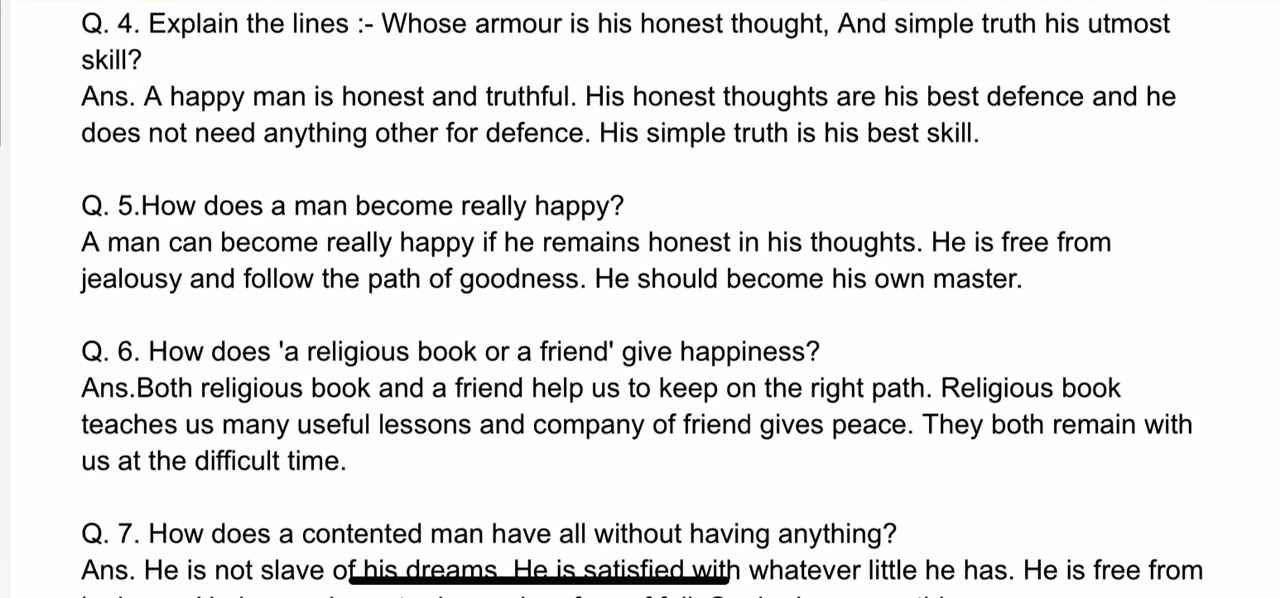 Q. 4. Explain the lines :- Whose armour is his honest thought, And simple truth his utmost
skill?
Ans. A happy man is honest and truthful. His honest thoughts are his best defence and he
does not need anything other for defence. His simple truth is his best skill.
Q. 5.How does a man become really happy?
A man can become really happy if he remains honest in his thoughts. He is free from
jealousy and follow the path of goodness. He should become his own master.
Q. 6. How does 'a religious book or a friend' give happiness?
Ans.Both religious book and a friend help us to keep on the right path. Religious book
teaches us many useful lessons and company of friend gives peace. They both remain with
us at the difficult time.
Q. 7. How does a contented man have all without having anything?
Ans. He is not slave of his dreams. He is satisfied with whatever little he has. He is free from